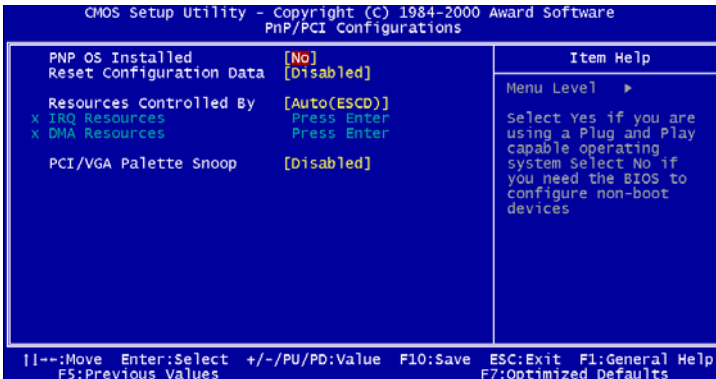 CMOS Setup Utility - Copyright (C) 1984-2000 Award Software
PnP/PCI Configurations
PNP OS Installed [No]
Reset Configuration Data [Disabled]
Resources Controlled By [Auto(ESCD)]
x IRQ Resources Press Enter
x DMA Resources Press Enter
PCI/VGA Palette Snoop [Disabled]
Item Help
Menu Level ▶
Select Yes if you are
using a Plug and Play
capable operating
system Select No if
you need the BIOS to
configure non-boot
devices
↑↓→←:Move Enter:Select +/-/PU/PD:Value F10:Save ESC:Exit F1:General Help
F5:Previous Values F7:Optimized Defaults